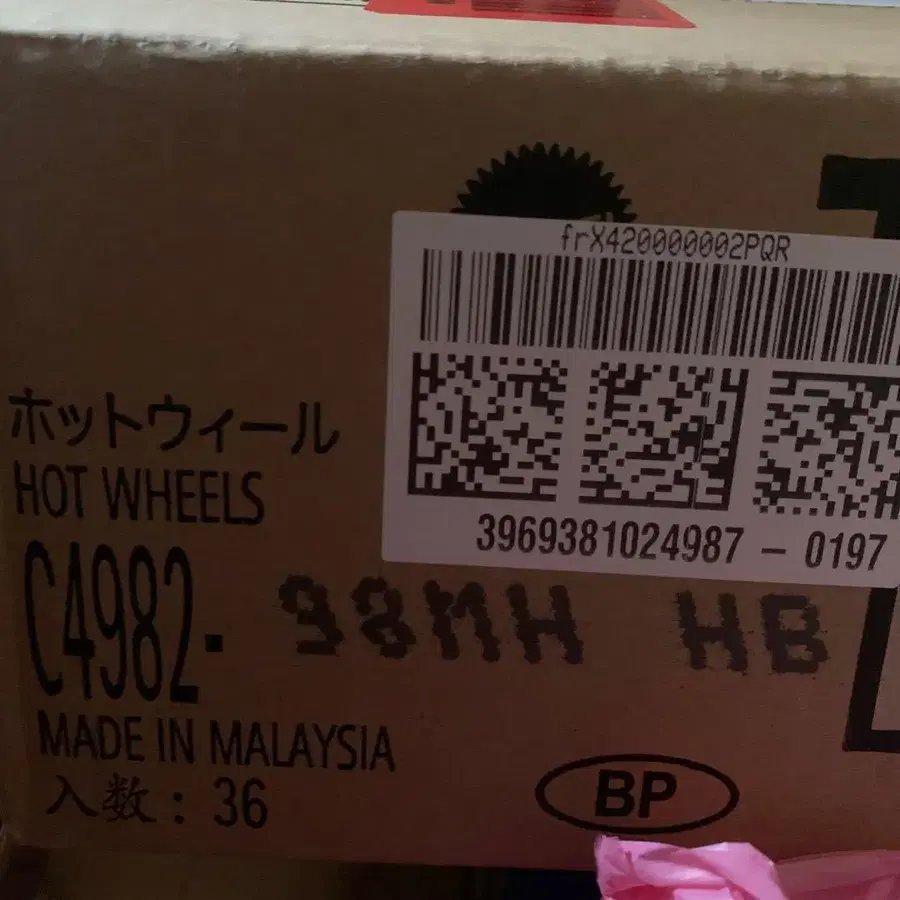 frX420000002PQR
3969381024987 – 0197
ホットウィール
HOT WHEELS
C4982-98MH HB
MADE IN MALAYSIA
入数 : 36
BP